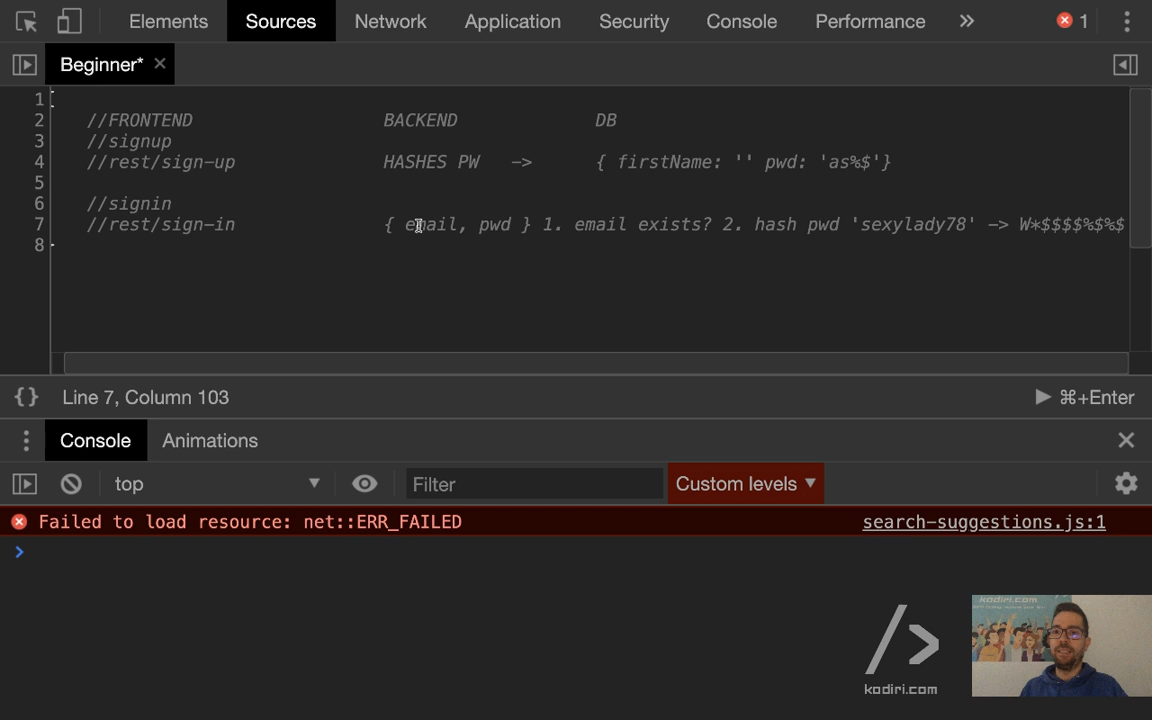 Elements Sources Network Application Security Console Performance » 1
Beginner* ×
1
2 //FRONTEND BACKEND DB
3 //signup
4 //rest/sign-up HASHES PW -> { firstName: '' pwd: 'as%$'}
5
6 //signin
7 //rest/sign-in { email, pwd } 1. email exists? 2. hash pwd 'sexylady78' -> W*$$$$%$%$
8
{} Line 7, Column 103 ⌘+Enter
Console Animations
top Filter Custom levels
Failed to load resource: net::ERR_FAILED search-suggestions.js:1
kodiri.com
kodiri.com